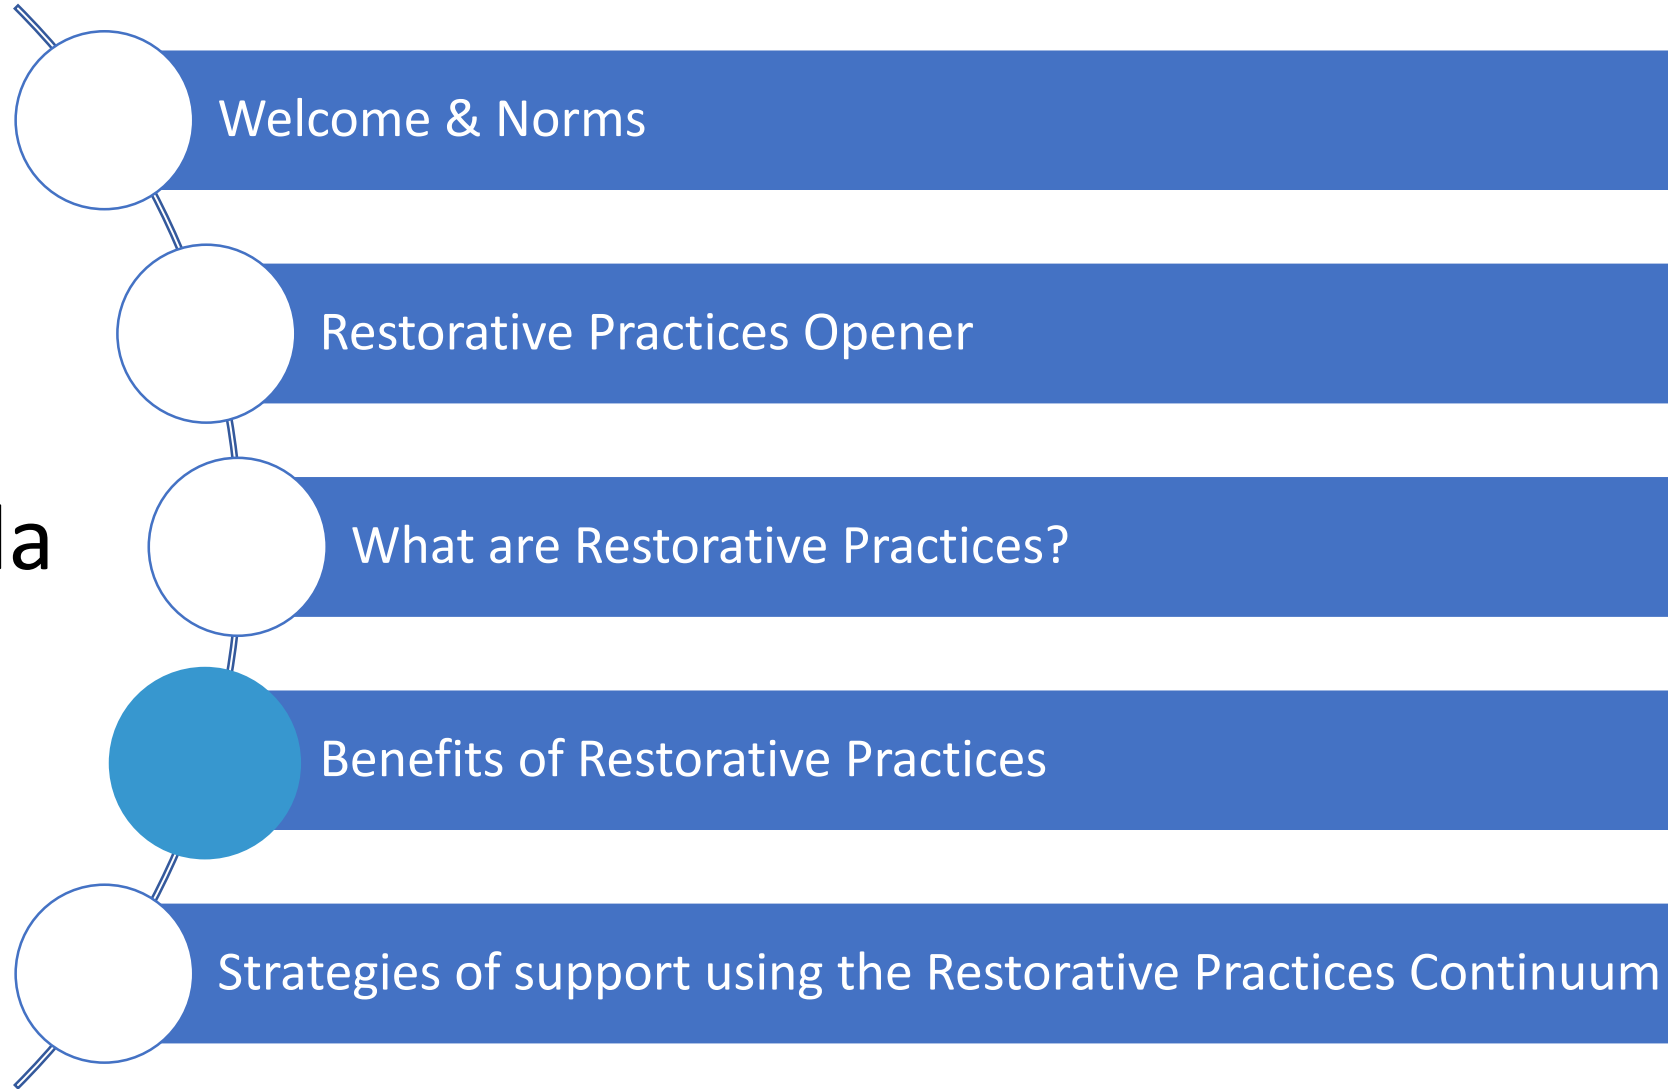 Welcome & Norms
Restorative Practices Opener
What are Restorative Practices?
Benefits of Restorative Practices
Strategies of support using the Restorative Practices Continuum